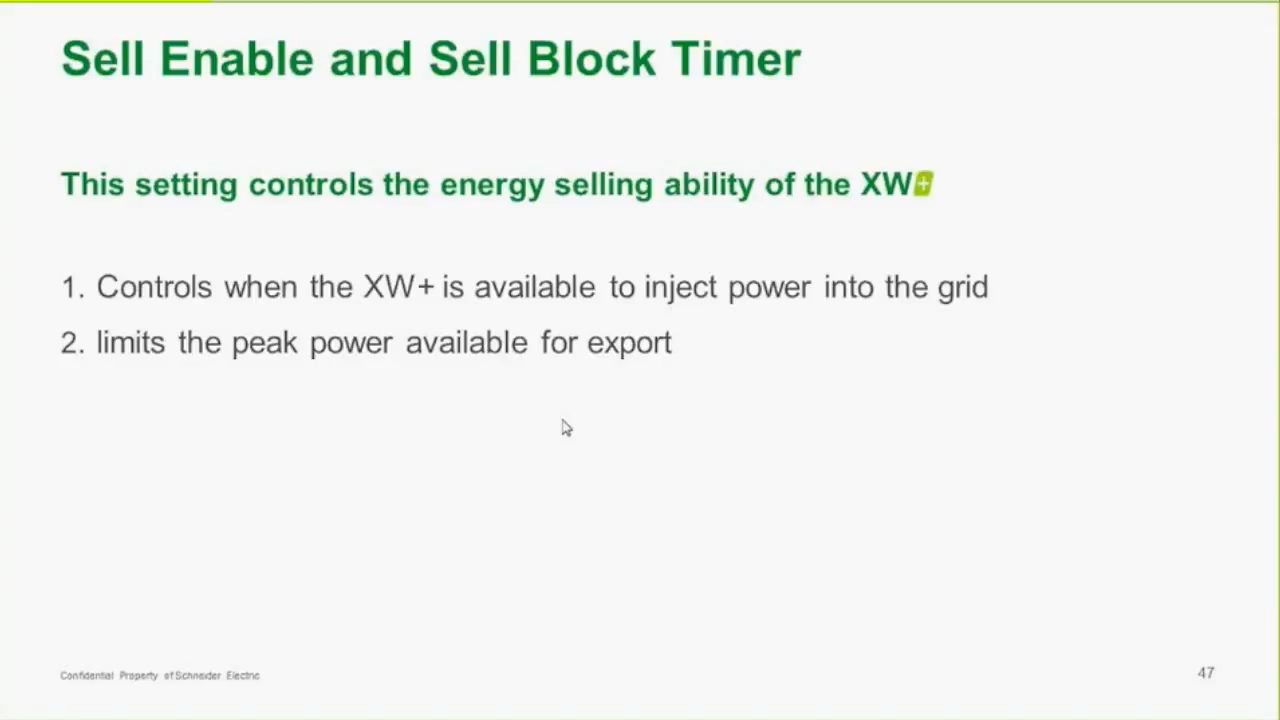 Sell Enable and Sell Block Timer
This setting controls the energy selling ability of the XW+
1. Controls when the XW+ is available to inject power into the grid
2. limits the peak power available for export
Confidential Property of Schneider Electric
47